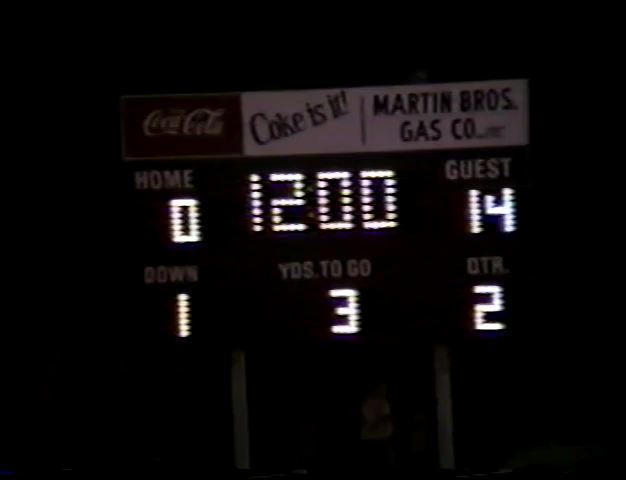 Coca-Cola Coke is it! MARTIN BROS.
GAS CO.
HOME 12:00 GUEST
0 14
DOWN YDS. TO GO QTR.
1 3 2